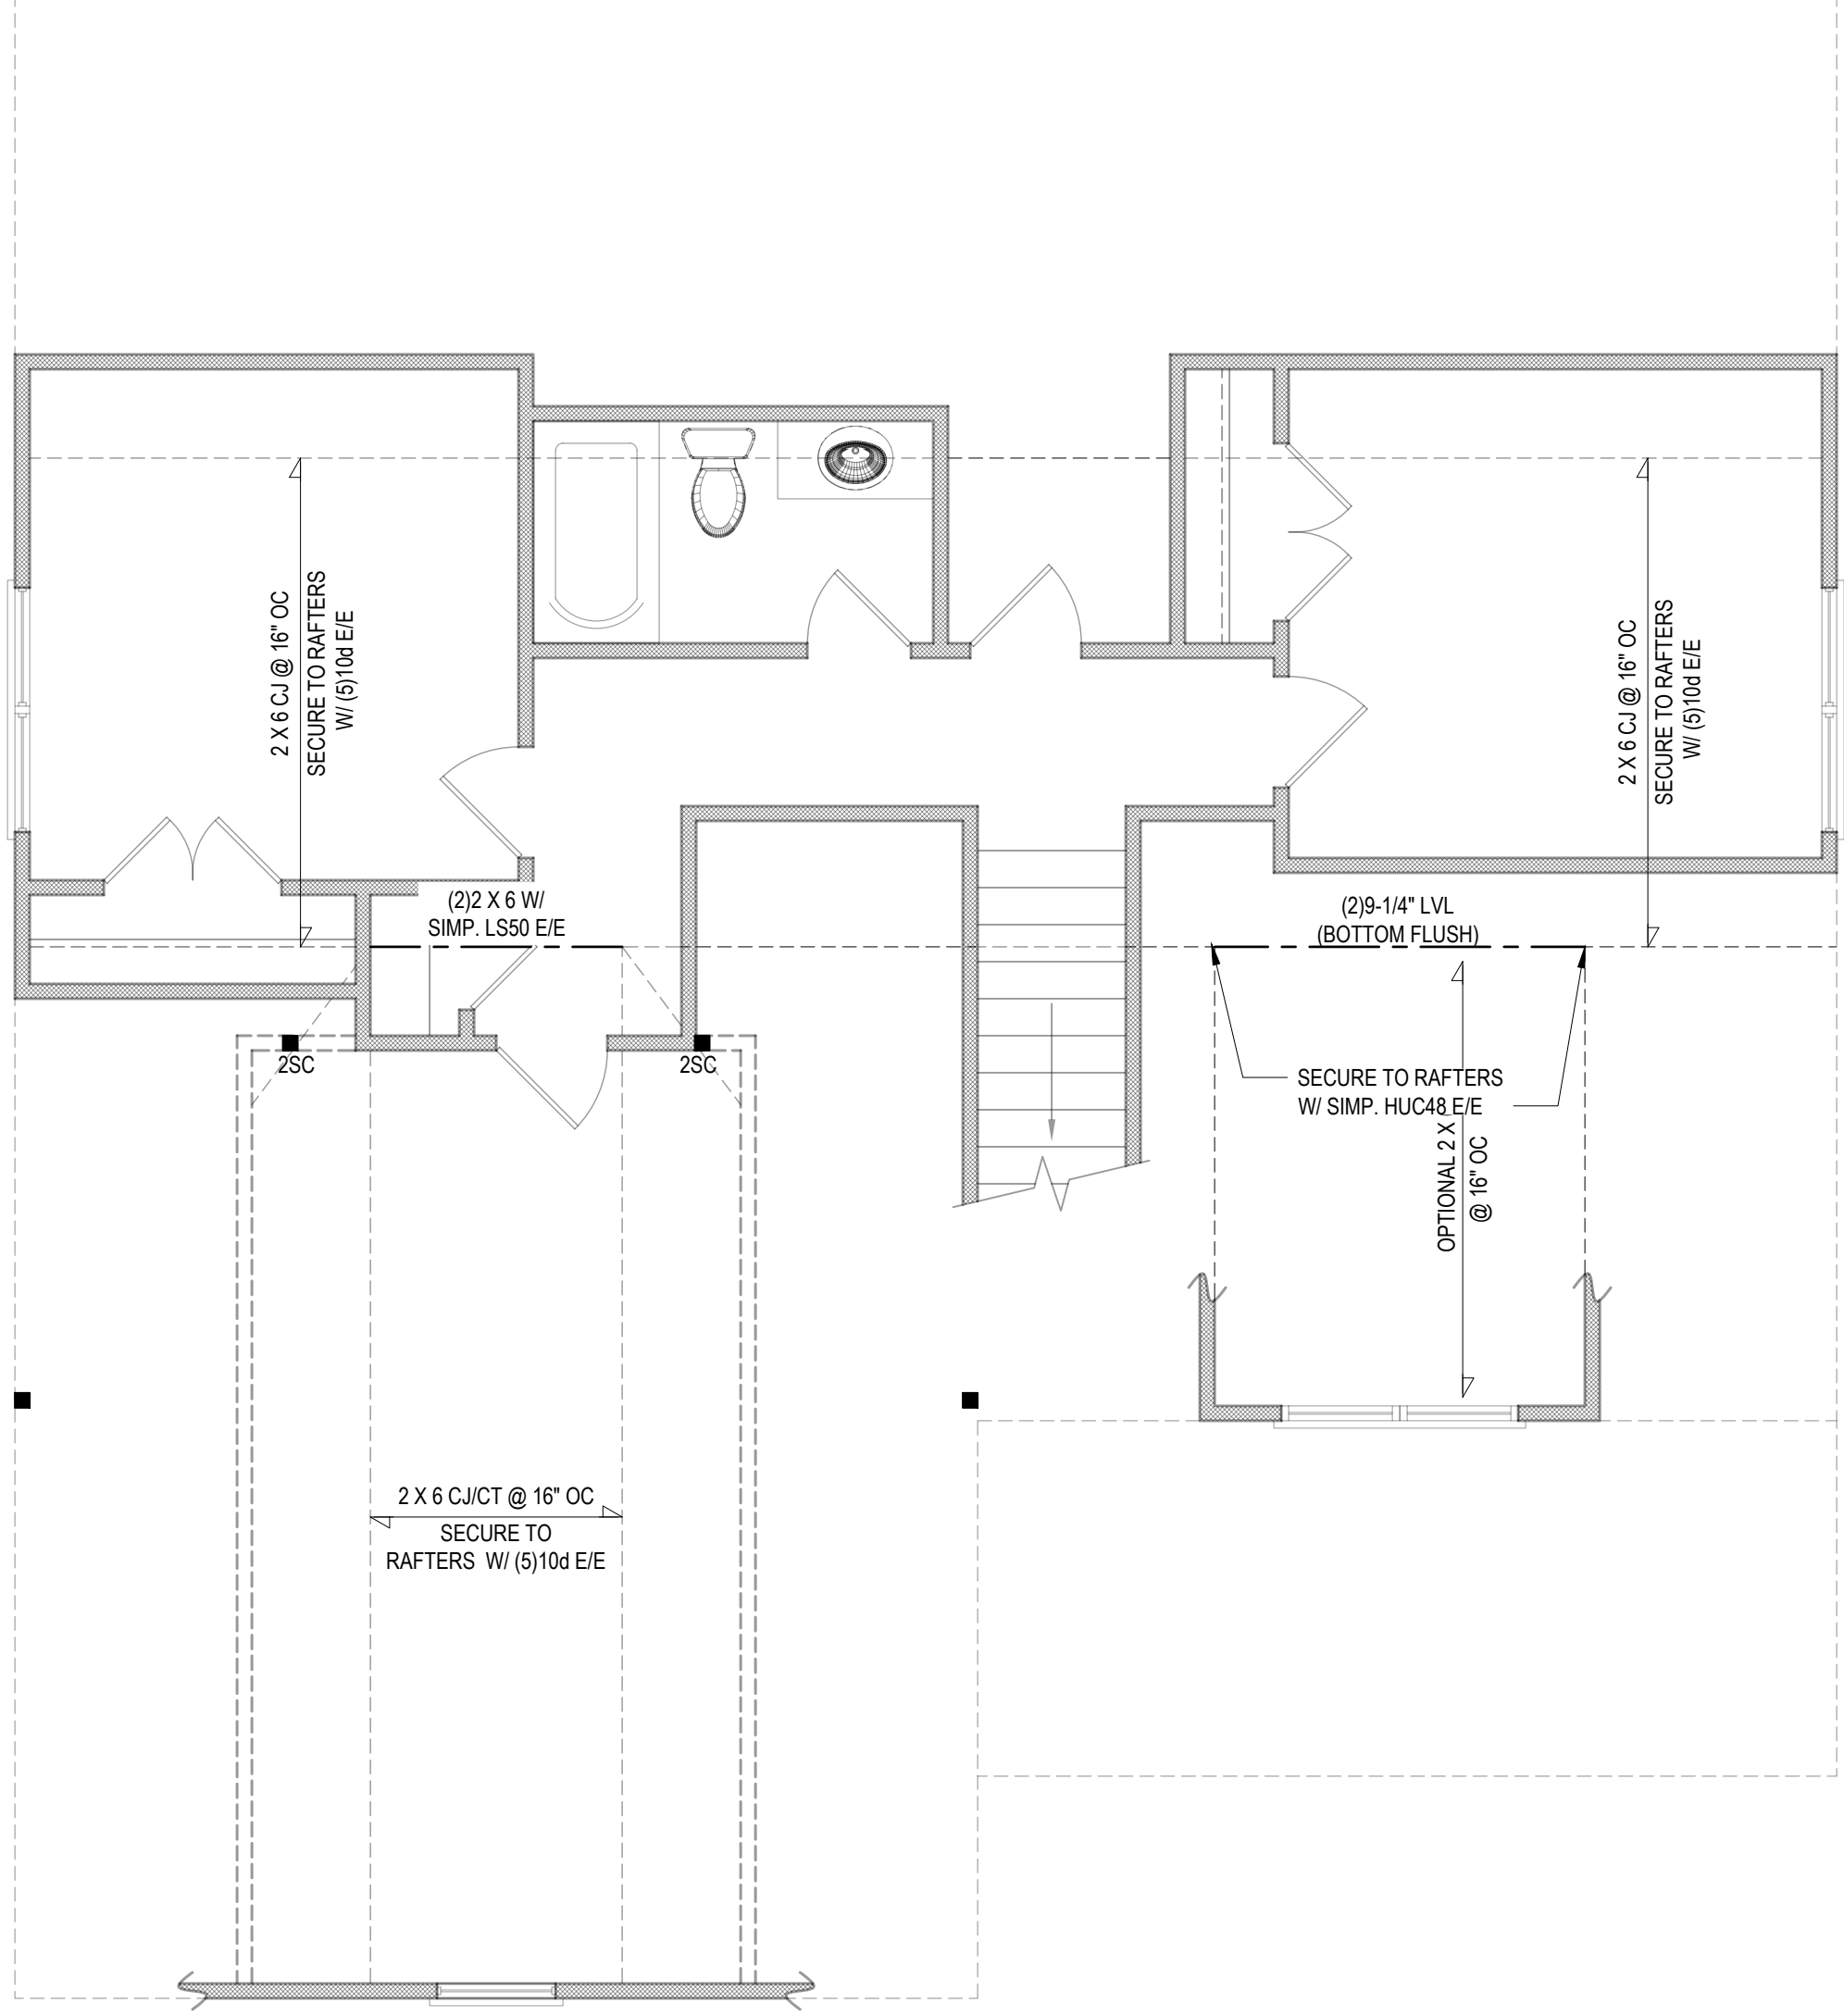 2 X 6 CJ @ 16" OC
SECURE TO RAFTERS
W/ (5)10d E/E
2 X 6 CJ @ 16" OC
SECURE TO RAFTERS
W/ (5)10d E/E
(2)2 X 6 W/
SIMP. LS50 E/E
(2)9-1/4" LVL
(BOTTOM FLUSH)
2SC
2SC
SECURE TO RAFTERS
W/ SIMP. HUC48 E/E
OPTIONAL 2 X
@ 16" OC
2 X 6 CJ/CT @ 16" OC
SECURE TO
RAFTERS W/ (5)10d E/E